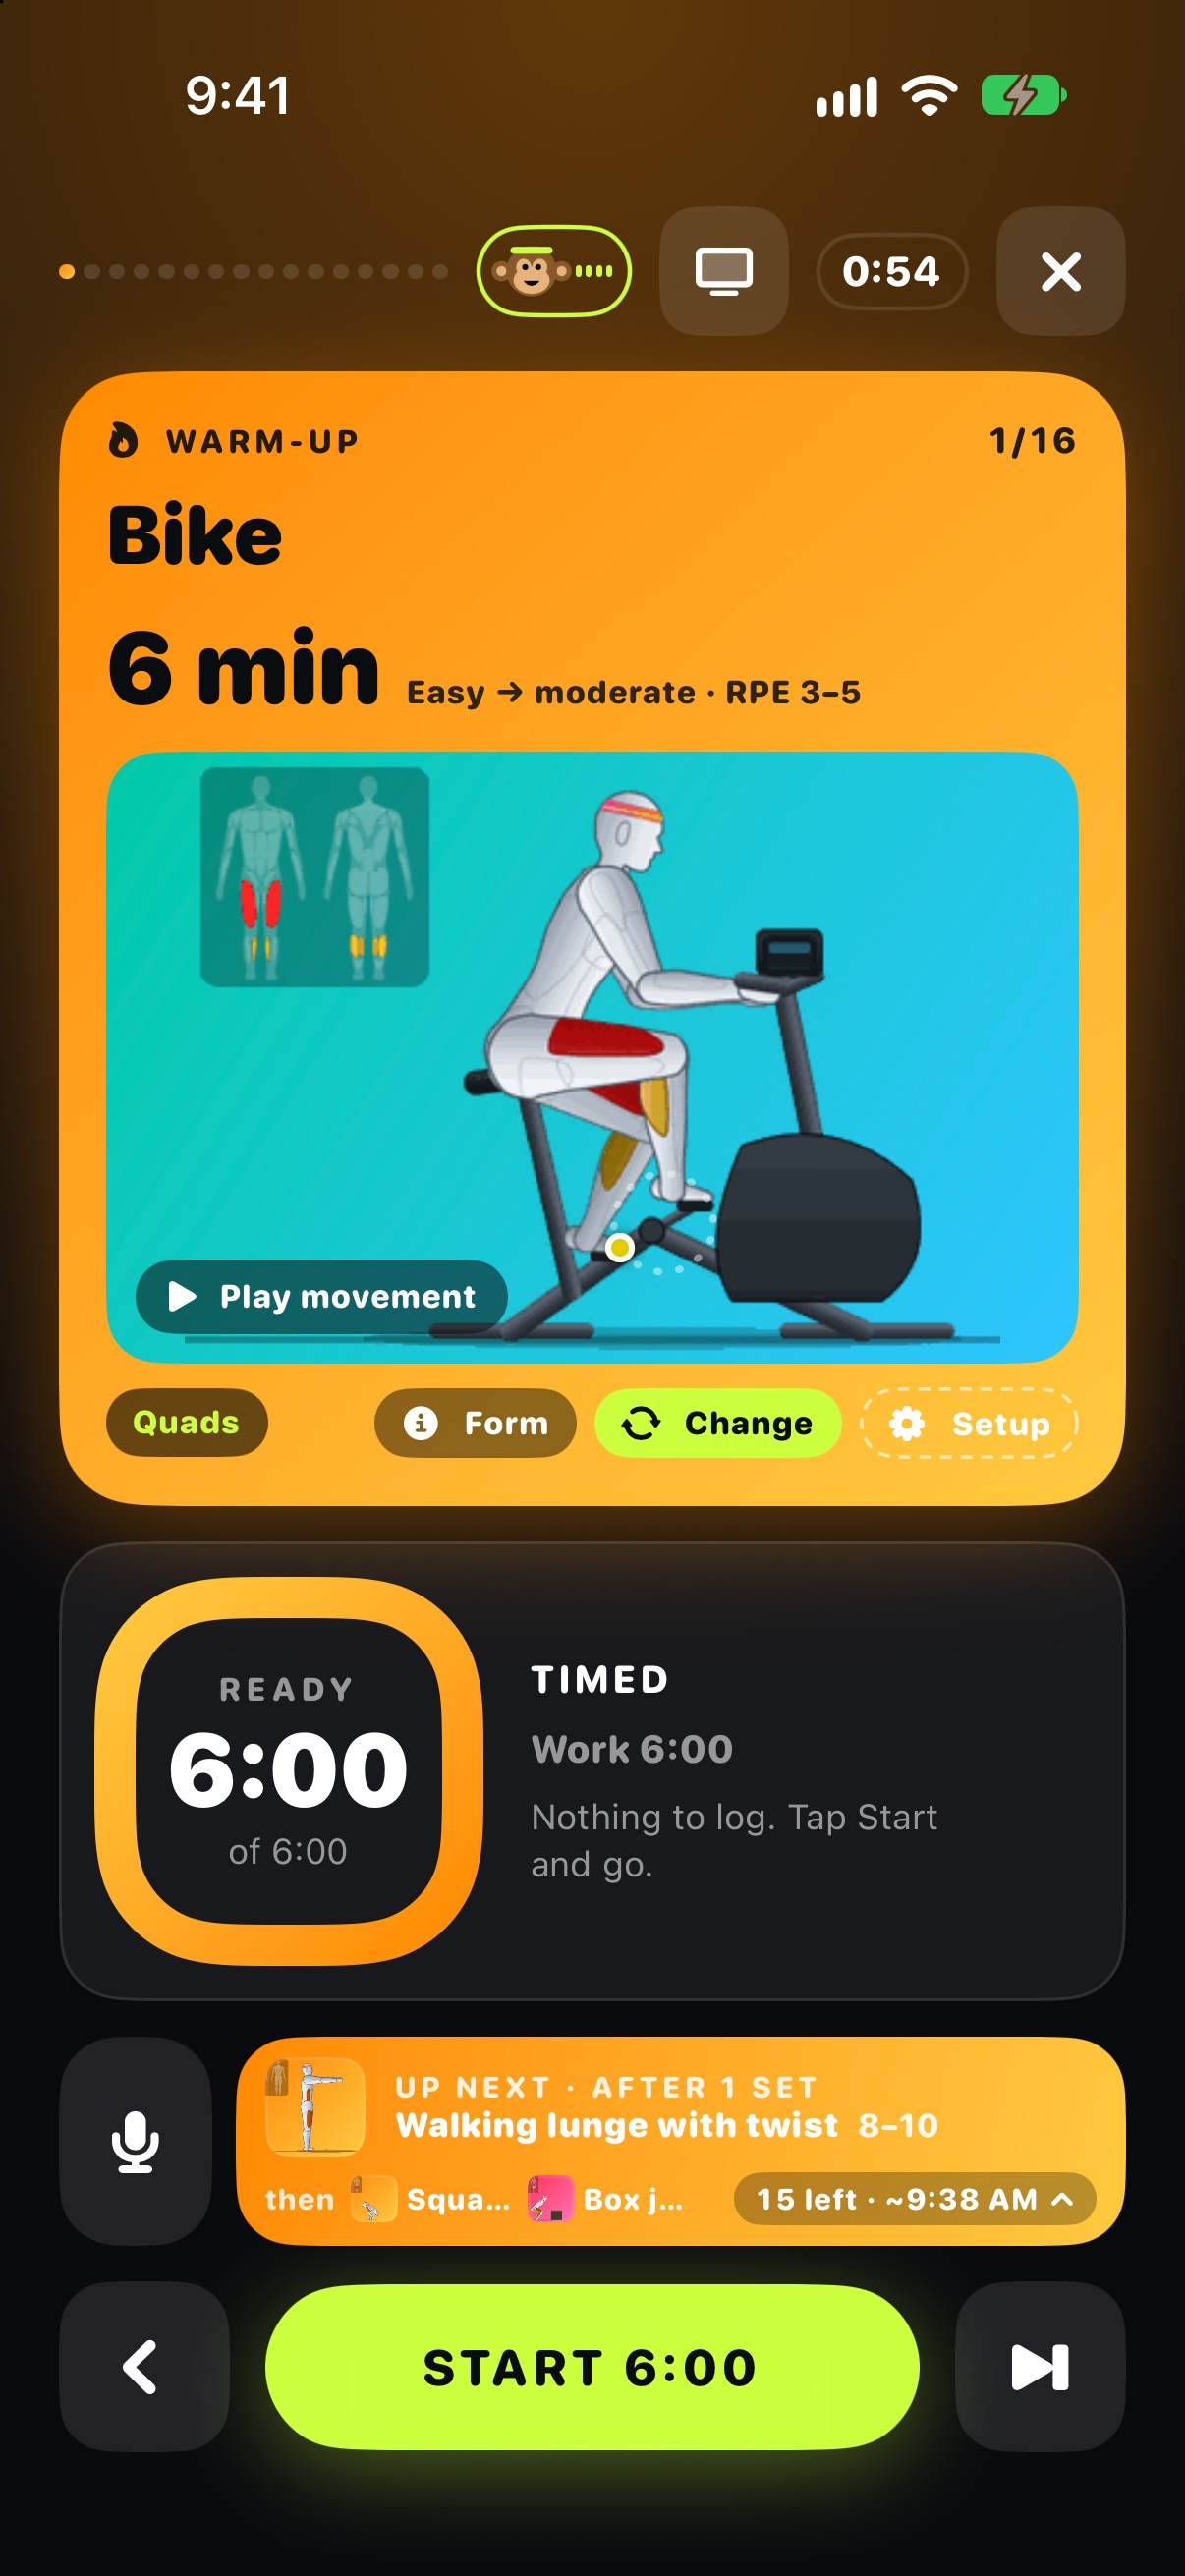 9:41
0:54
WARM-UP
1/16
Bike
6 min Easy → moderate · RPE 3–5
Play movement
Quads
Form
Change
Setup
READY
6:00
of 6:00
TIMED
Work 6:00
Nothing to log. Tap Start
and go.
UP NEXT · AFTER 1 SET
Walking lunge with twist 8–10
then Squa... Box j... 15 left · ~9:38 AM
START 6:00